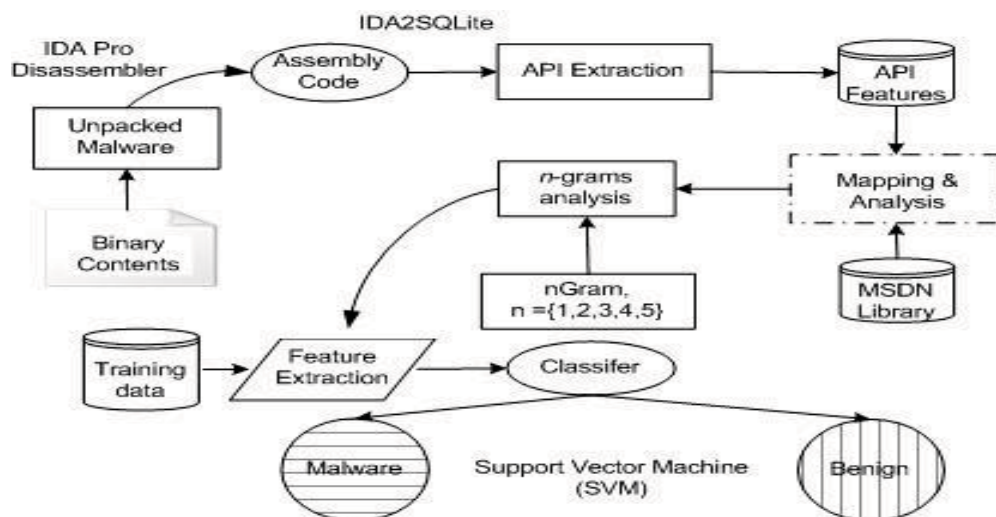 IDA2SQLite
IDA Pro
Disassembler
Assembly
Code
API Extraction
API
Features
Unpacked
Malware
n-grams
analysis
Mapping &
Analysis
Binary
Contents
nGram,
n ={1,2,3,4,5}
MSDN
Library
Training
data
Feature
Extraction
Classifer
Malware
Support Vector Machine
(SVM)
Benign